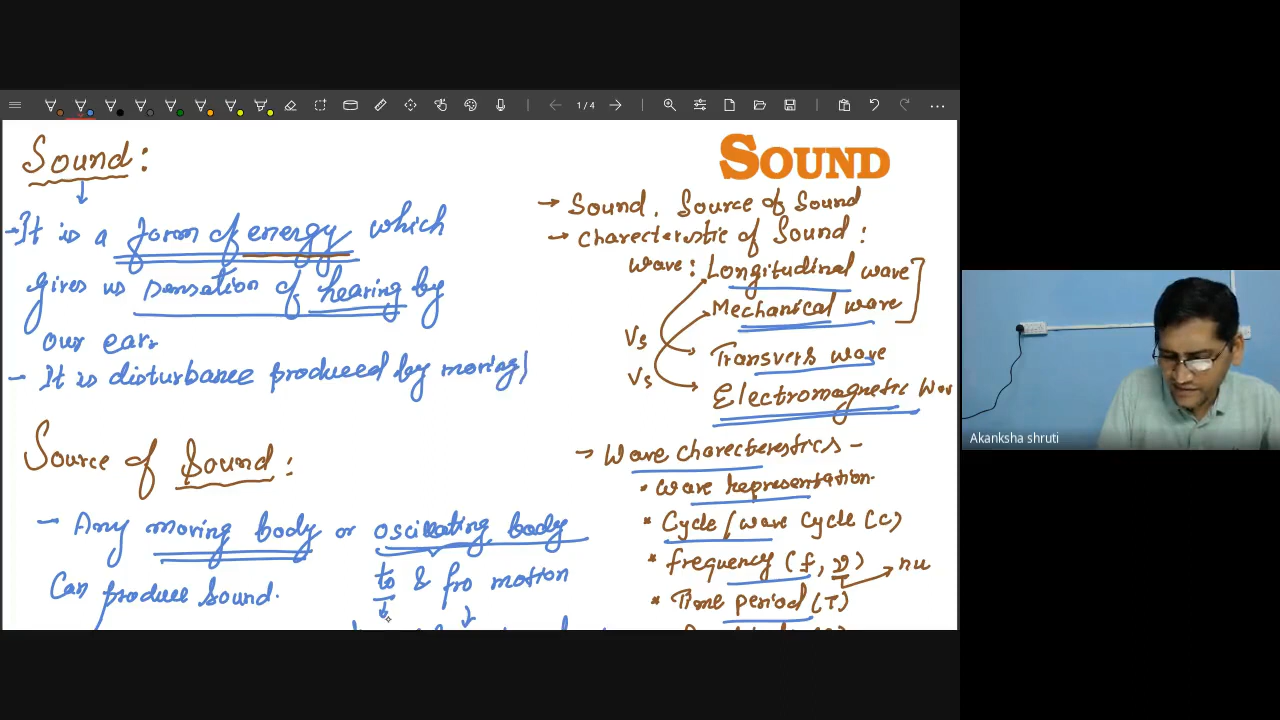 1/4
Sound:
It is a form of energy which
gives us sensation of hearing by
our ear.
- It is disturbance produced by moving
Source of Sound:
- Any moving body or oscillating body
Can produce sound.
to & fro motion
SOUND
→ Sound, Source of Sound
→ Charecteristic of Sound:
Wave: Longitudinal wave
Mechanical wave
Vs
Transvers wave
Vs
Electromagnetic Wav
→ Wave charecterestics -
• Wave representation
* Cycle/wave Cycle (C)
* frequency (f, ν) → nu
* Time period (T)
Akanksha shruti